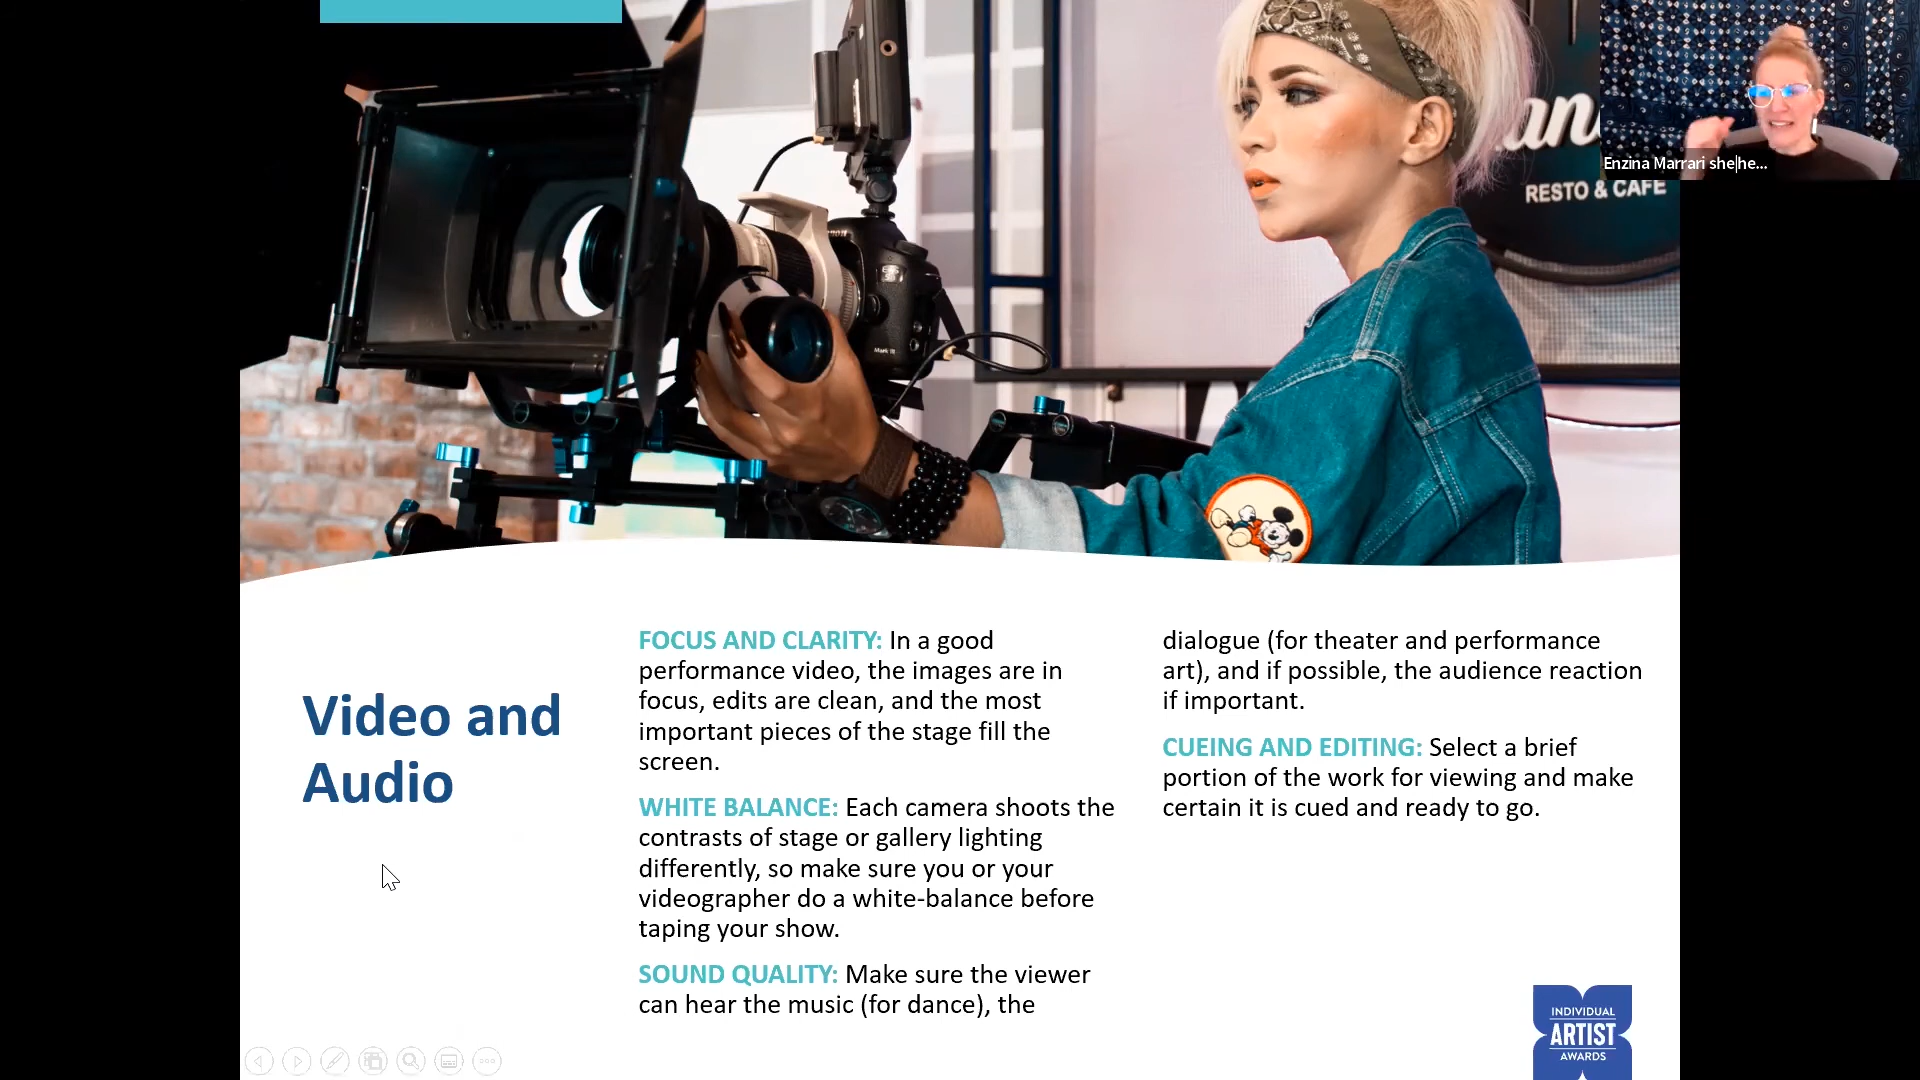 an
RESTO & CAFE
Mark III
Enzina Marrari she|he...
Video and
Audio
FOCUS AND CLARITY: In a good
performance video, the images are in
focus, edits are clean, and the most
important pieces of the stage fill the
screen.
WHITE BALANCE: Each camera shoots the
contrasts of stage or gallery lighting
differently, so make sure you or your
videographer do a white-balance before
taping your show.
SOUND QUALITY: Make sure the viewer
can hear the music (for dance), the
dialogue (for theater and performance
art), and if possible, the audience reaction
if important.
CUEING AND EDITING: Select a brief
portion of the work for viewing and make
certain it is cued and ready to go.
INDIVIDUAL
ARTIST
AWARDS